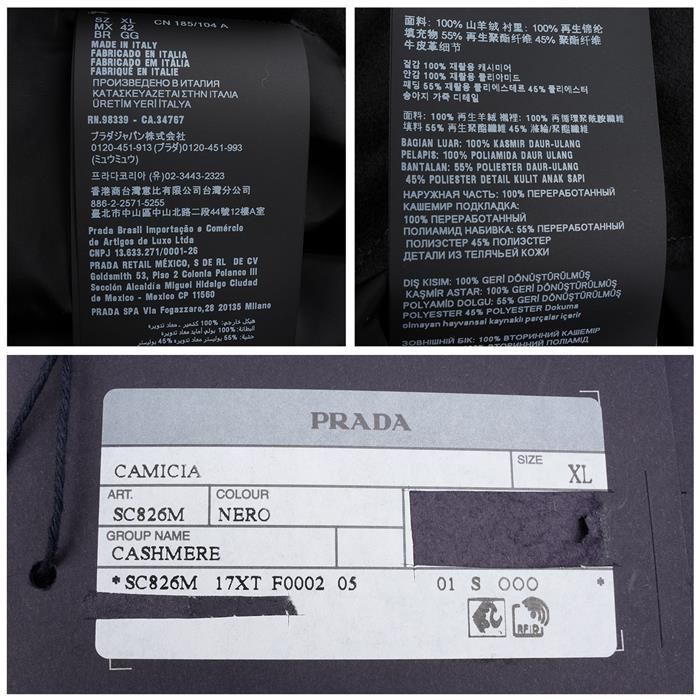 SZ XL CN 185/104 A
MX 42
BR GG
MADE IN ITALY
FABRICADO EN ITALIA
FABRICADO EM ITALIA
FABRIQUÉ EN ITALIE
ПРОИЗВЕДЕНО В ИТАЛИЯ
ΚΑΤΑΣΚΕΥΑΖΕΤΑΙ ΣΤΗΝ ΙΤΑΛΙΑ
ÜRETİM YERİ İTALYA
RN.98339 - CA.34767
プラダジャパン株式会社
0120-451-913 (プラダ)0120-451-993
(ミュウミュウ)
프라다코리아 (유) 02-3443-2323
香港商台灣意比有限公司台灣分公司
886-2-2571-5255
臺北市中山區中山北路二段44號12樓A室
Prada Brasil Importação e Comércio
de Artigos de Luxo Ltda
CNPJ 13.633.271/0001-26
PRADA RETAIL MÉXICO, S DE RL DE CV
Goldsmith 53, Piso 2 Colonia Polanco III
Sección Alcaldía Miguel Hidalgo Ciudad
de Mexico - Mexico CP 11560
PRADA SPA Via Fogazzaro,28 20135 Milano
面料: 100% 山羊绒 衬里: 100% 再生锦纶
填充物 55% 再生聚酯纤维 45% 聚酯纤维
牛皮革细节
겉감 100% 재활용 캐시미어
안감 100% 재활용 폴리아미드
패딩 55% 재활용 폴리에스테르 45% 폴리에스터
송아지 가죽 디테일
面料: 100% 再生羊絨 襯裡: 100% 再循環聚胺纖維
填料 55% 再生聚酯纖維 45%
BAGIAN LUAR: 100% KASMIR DAUR-ULANG
PELAPIS: 100% POLIAMIDA DAUR ULANG
BANTALAN: 55% POLIESTER DAUR-ULANG
45% POLIESTER DETAIL KULIT ANAK SAPI
НАРУЖНАЯ ЧАСТЬ: 100% ПЕРЕРАБОТАННЫЙ
КАШЕМИР ПОДКЛАДКА:
100% ПЕРЕРАБОТАННЫЙ
ПОЛИАМИД НАБИВКА: 55% ПЕРЕРАБОТАННЫЙ
ПОЛИЭСТЕР 45% ПОЛИЭСТЕР
ДЕТАЛИ ИЗ ТЕЛЯЧЬЕЙ КОЖИ
DIŞ KISIM: 100% GERİ DÖNÜŞTÜRÜLMÜŞ
KAŞMİR ASTAR: 100% GERİ DÖNÜŞTÜRÜLMÜŞ
POLYAMİD DOLGU: 55% GERİ DÖNÜŞTÜRÜLMÜŞ
POLYESTER 45% POLYESTER Dokuma
olmayan hayvansal kaynaklı parçalar içerir
ЗОВНІШНІЙ БІК: 100% ВТОРИННИЙ КАШЕМІР
100% ВТОРИННИЙ ПОЛІАМІД
PRADA
CAMICIA
SIZE XL
ART. COLOUR
SC826M NERO
GROUP NAME
CASHMERE
*SC826M 17XT F0002 05 01 S OOO *
RFID